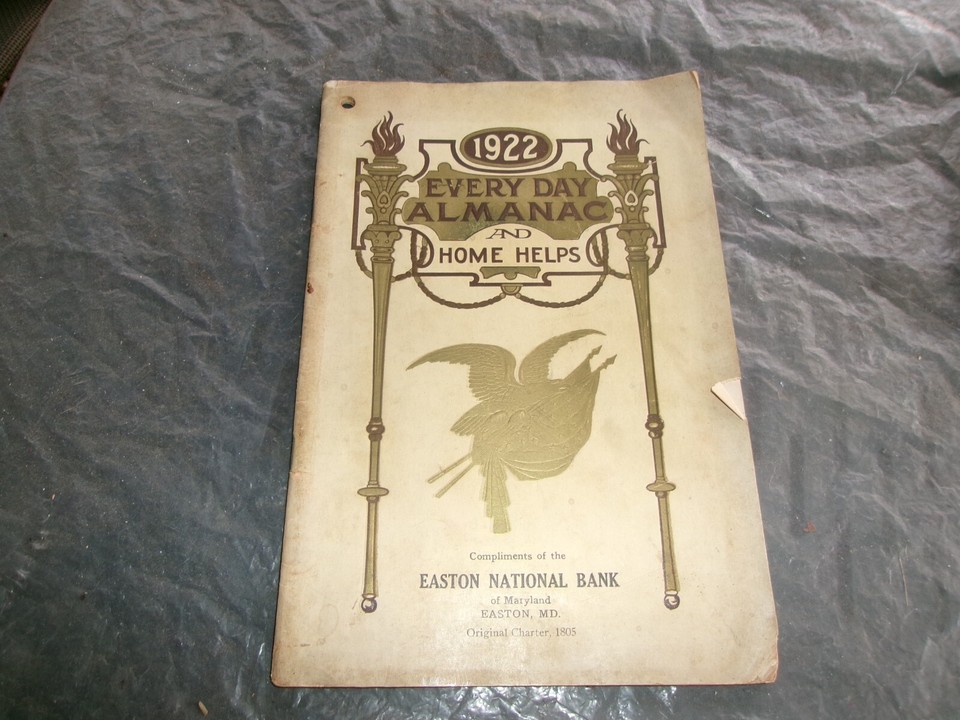 1922
EVERY DAY
ALMANAC
AND
HOME HELPS
Compliments of the
EASTON NATIONAL BANK
of Maryland
EASTON, MD.
Original Charter, 1805